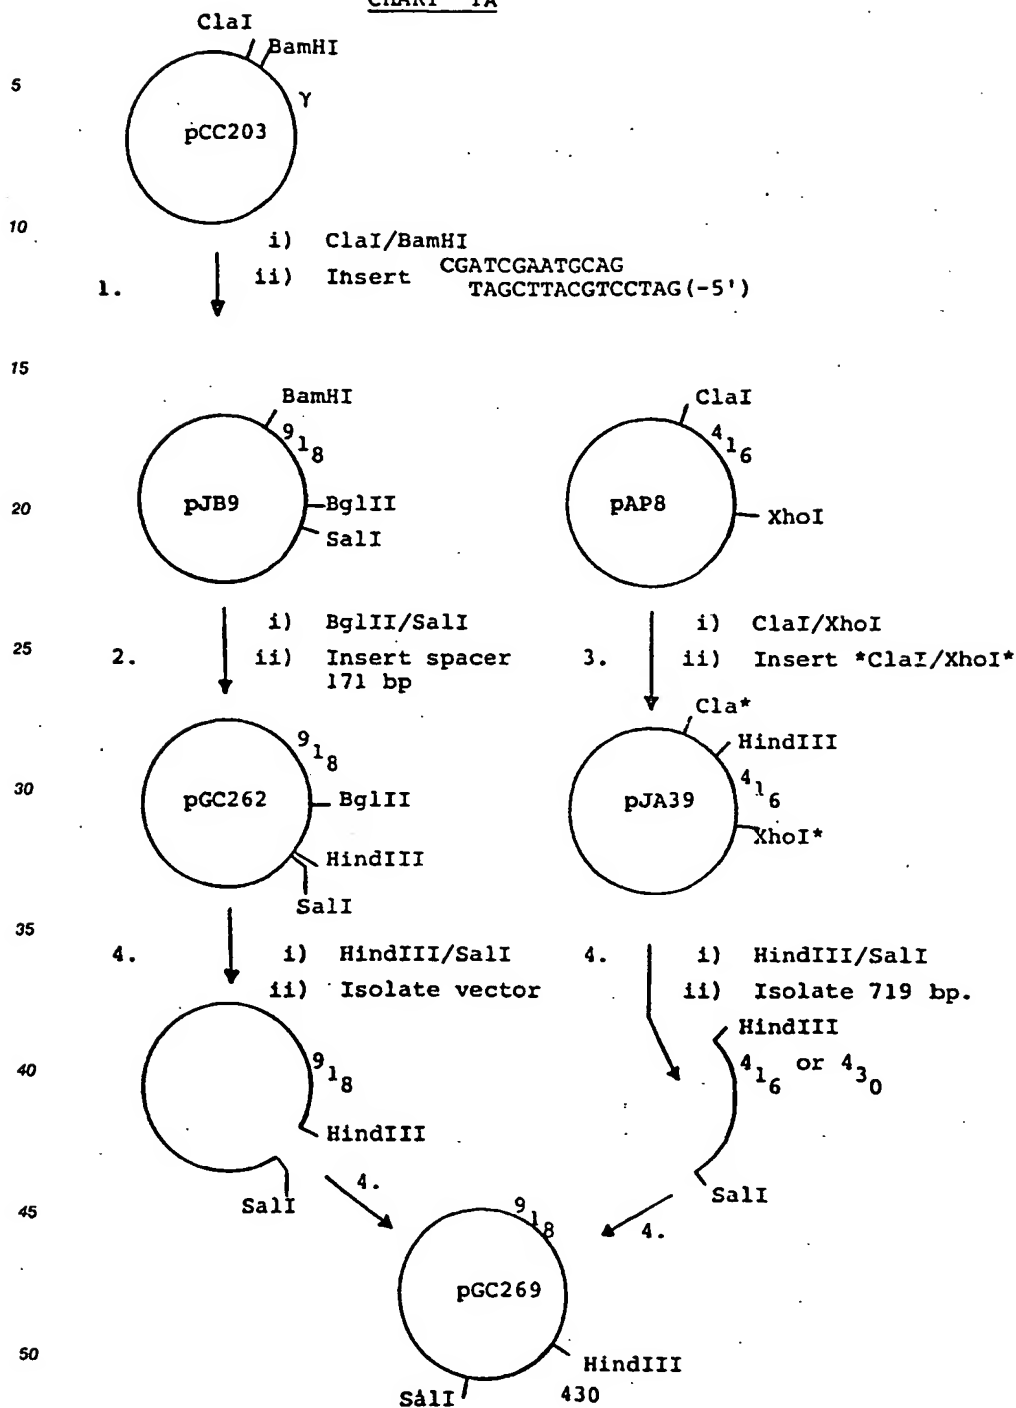 CHART IA
ClaI
BamHI
5
γ
pCC203
10
i) ClaI/BamHI
ii) Insert CGATCGAATGCAG
TAGCTTACGTCCTAG(-5')
1.
15
BamHI
918
pJB9
BglII
SalI
ClaI
416
pAP8
XhoI
20
i) BglII/SalI
25
2.
ii) Insert spacer
171 bp
i) ClaI/XhoI
3.
ii) Insert *ClaI/XhoI*
918
pGC262
BglII
HindIII
SalI
Cla*
HindIII
416
pJA39
XhoI*
30
35
4.
i) HindIII/SalI
ii) Isolate vector
4.
i) HindIII/SalI
ii) Isolate 719 bp.
918
HindIII
SalI
HindIII
416 or 430
SalI
40
4.
4.
45
918
pGC269
50
HindIII
SalI
430